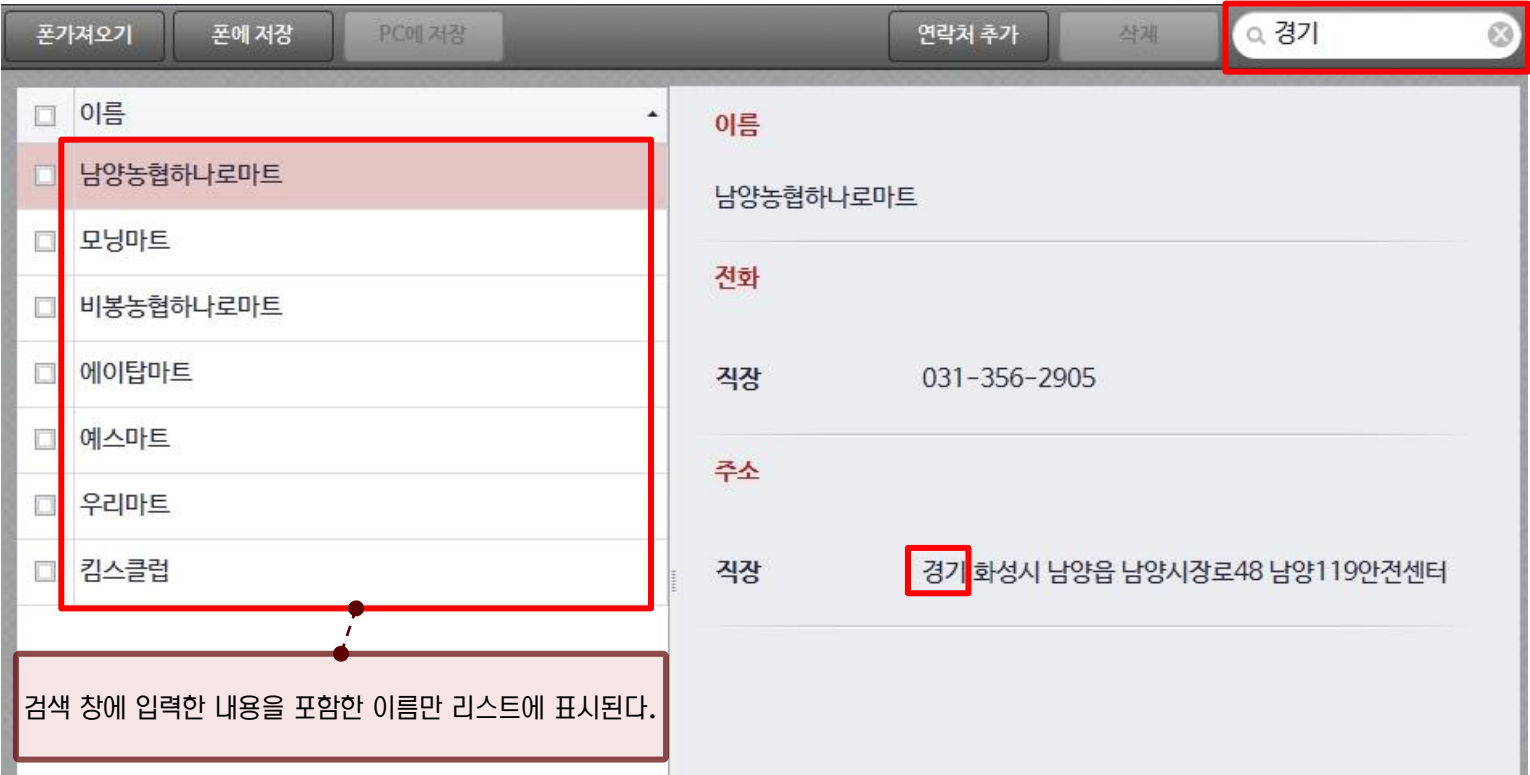 폰가져오기 폰에 저장 PC에 저장 연락처 추가 삭제 경기
이름
남양농협하나로마트
모닝마트
비봉농협하나로마트
에이탑마트
예스마트
우리마트
킴스클럽
검색 창에 입력한 내용을 포함한 이름만 리스트에 표시된다.
이름
남양농협하나로마트
전화
직장 031-356-2905
주소
직장 경기 화성시 남양읍 남양시장로48 남양119안전센터